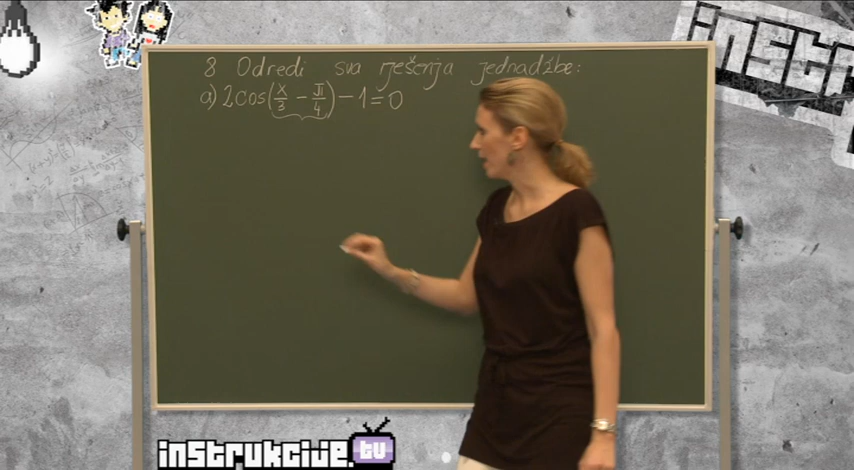 8 Odredi sva rješenja jednadžbe:
a) 2cos(x/3 - π/4) - 1 = 0
instrukcije.tv